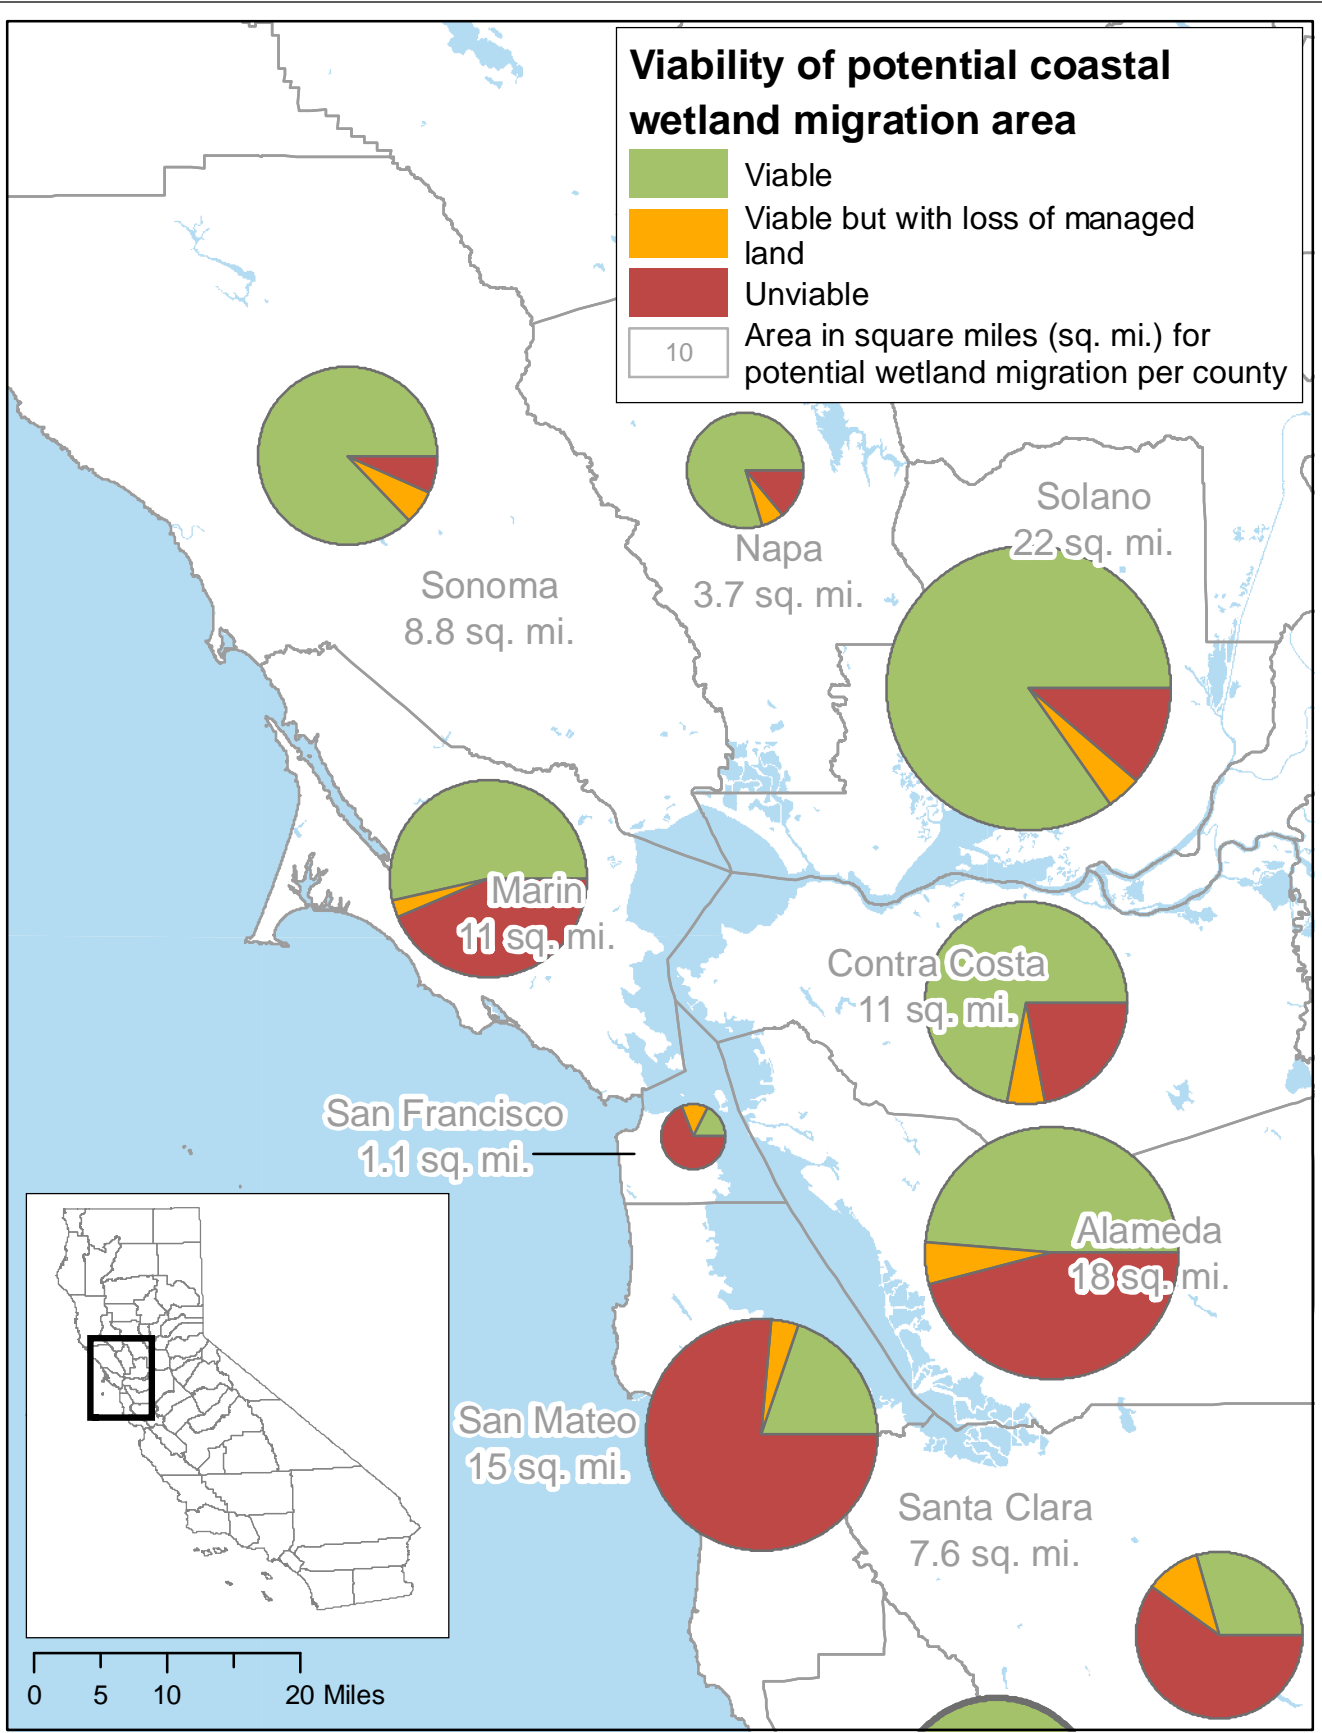 Viability of potential coastal
wetland migration area
Viable
Viable but with loss of managed
land
Unviable
10
Area in square miles (sq. mi.) for
potential wetland migration per county
Solano
22 sq. mi.
Napa
3.7 sq. mi.
Sonoma
8.8 sq. mi.
Marin
11 sq. mi.
Contra Costa
11 sq. mi.
San Francisco
1.1 sq. mi.
Alameda
18 sq. mi.
San Mateo
15 sq. mi.
Santa Clara
7.6 sq. mi.
0 5 10 20 Miles